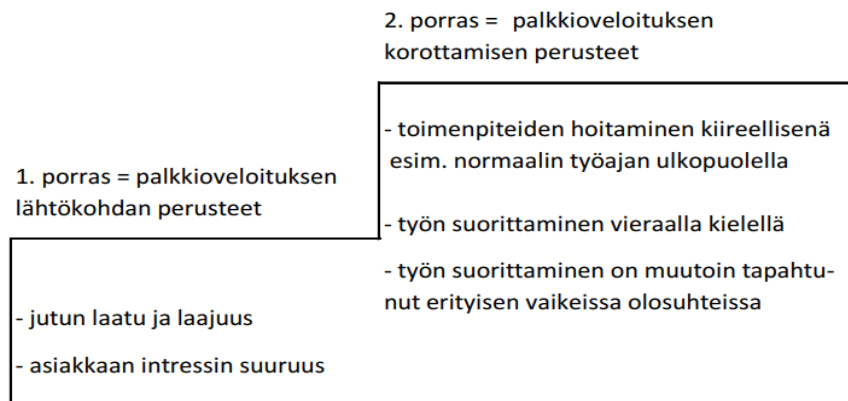 2. porras = palkkioveloituksen
korottamisen perusteet
- toimenpiteiden hoitaminen kiireellisenä
esim. normaalin työajan ulkopuolella
- työn suorittaminen vieraalla kielellä
- työn suorittaminen on muutoin tapahtu-
nut erityisen vaikeissa olosuhteissa
1. porras = palkkioveloituksen
lähtökohdan perusteet
- jutun laatu ja laajuus
- asiakkaan intressin suuruus